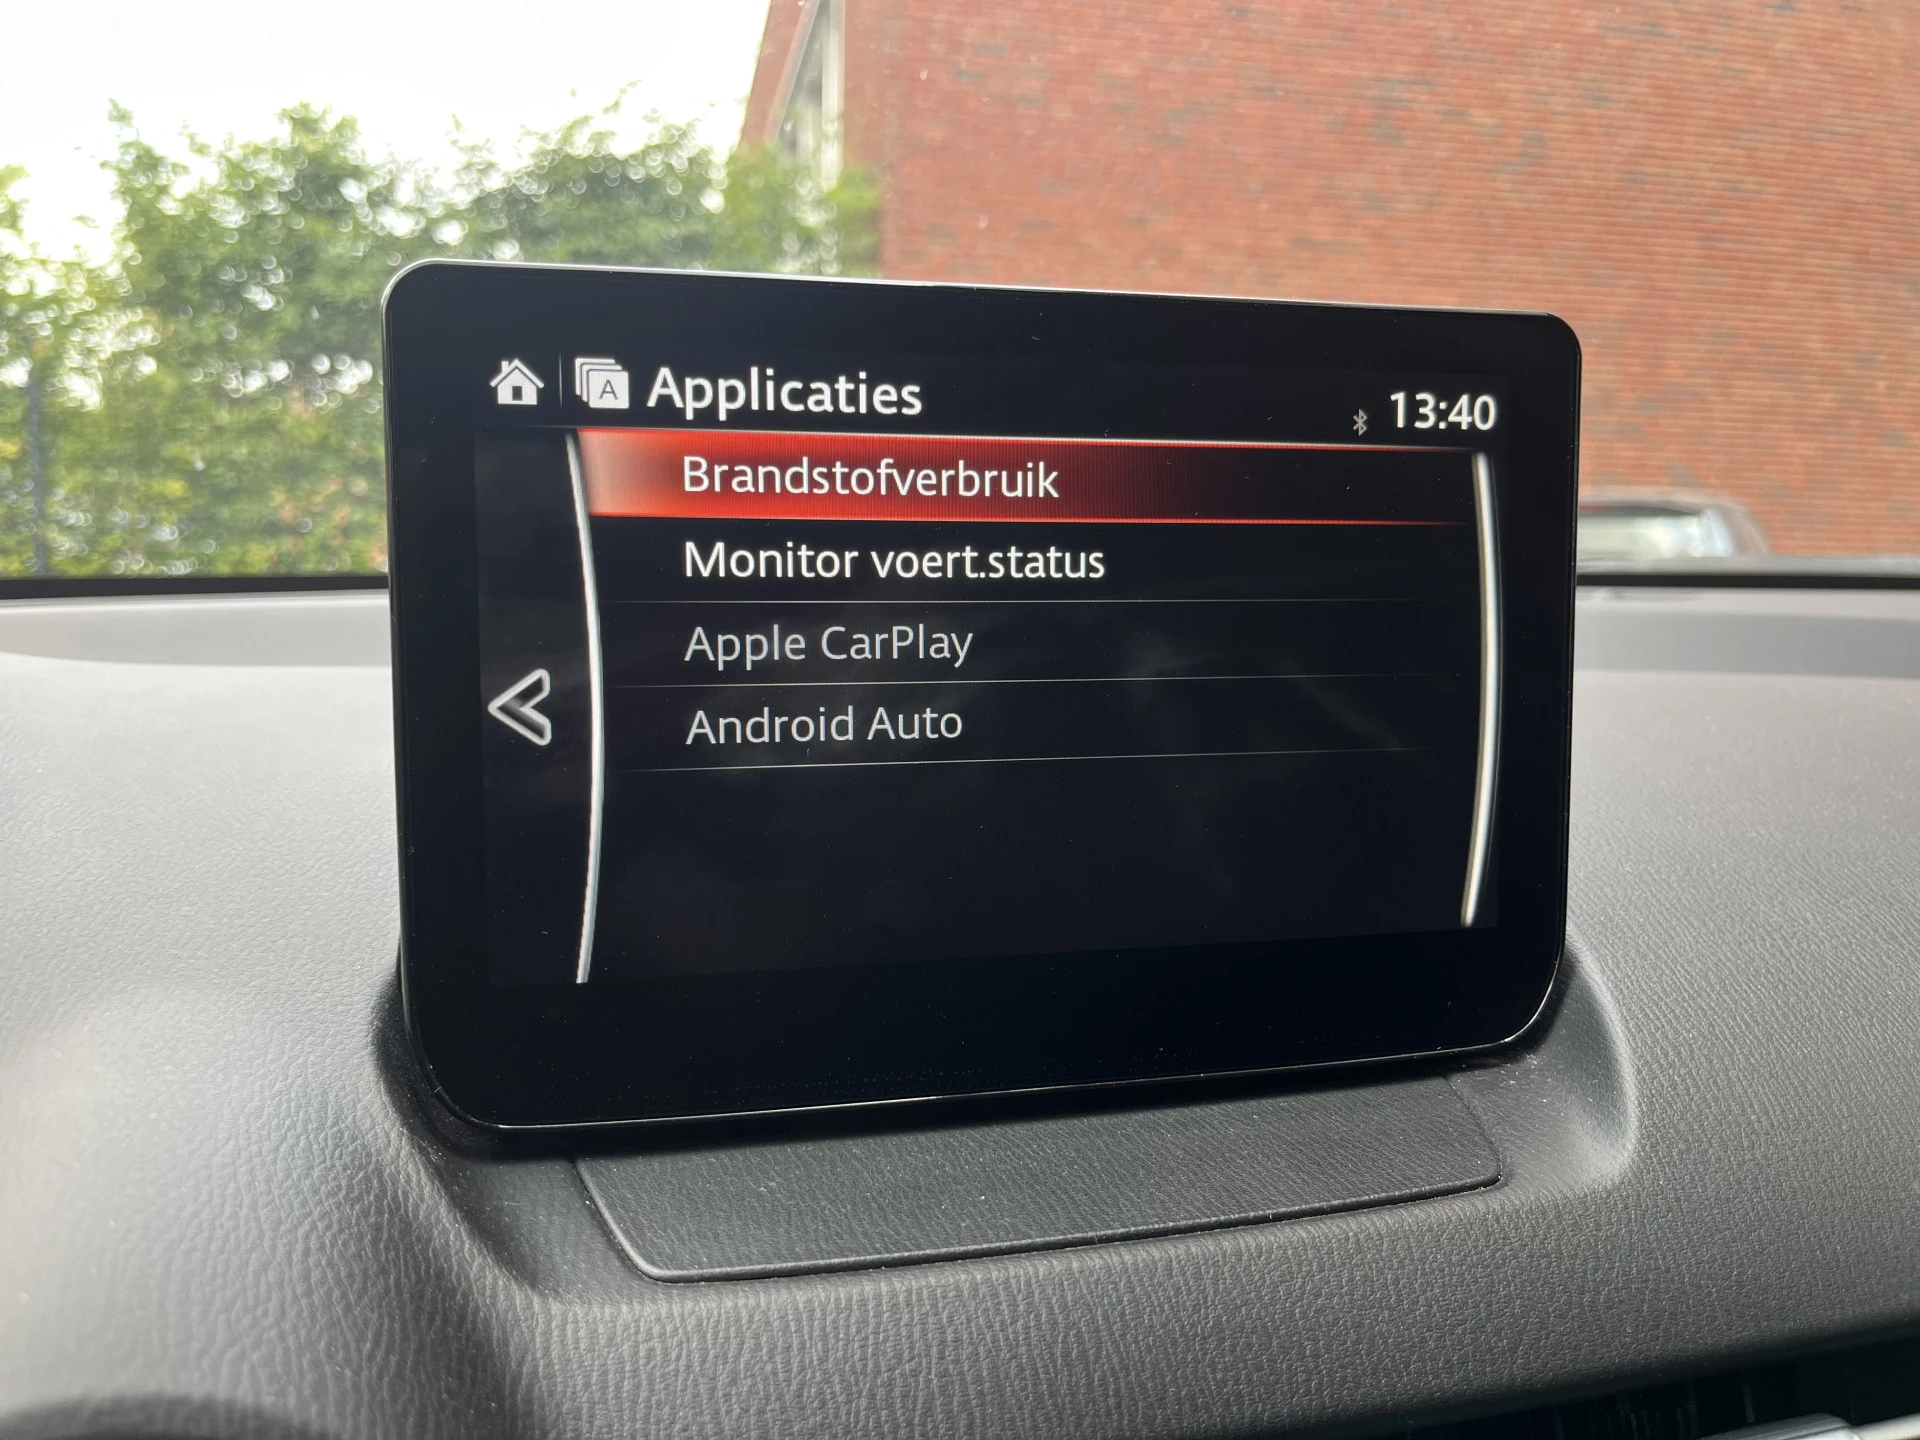 A Applicaties
13:40
Brandstofverbruik
Monitor voert.status
Apple CarPlay
Android Auto